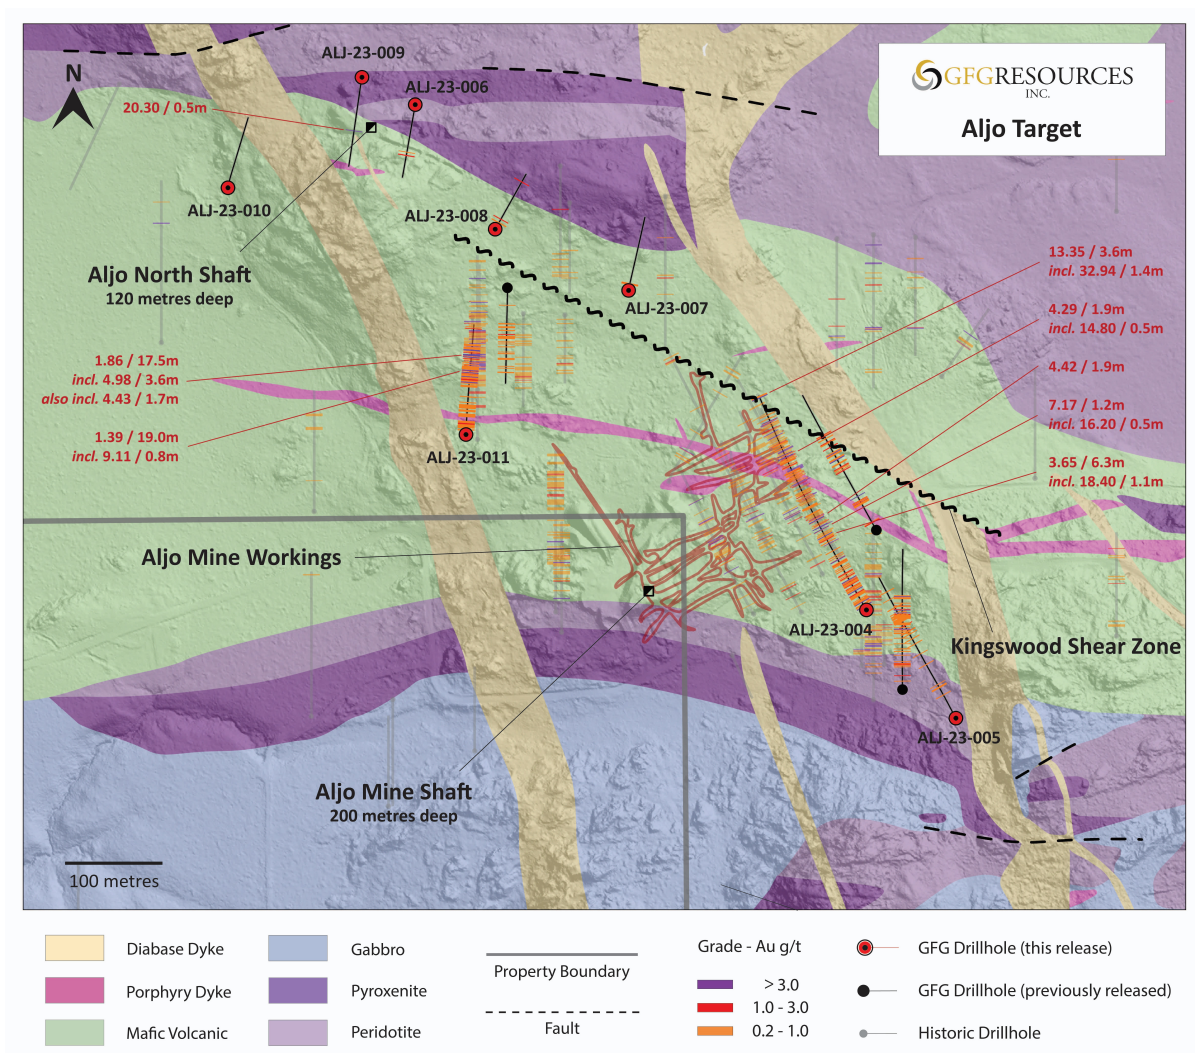 GFGRESOURCES
INC.
Aljo Target
N
ALJ-23-009
ALJ-23-006
20.30 / 0.5m
ALJ-23-010
ALJ-23-008
Aljo North Shaft
120 metres deep
ALJ-23-007
13.35 / 3.6m
incl. 32.94 / 1.4m
4.29 / 1.9m
incl. 14.80 / 0.5m
4.42 / 1.9m
7.17 / 1.2m
incl. 16.20 / 0.5m
3.65 / 6.3m
incl. 18.40 / 1.1m
1.86 / 17.5m
incl. 4.98 / 3.6m
also incl. 4.43 / 1.7m
1.39 / 19.0m
incl. 9.11 / 0.8m
ALJ-23-011
Aljo Mine Workings
ALJ-23-004
Kingswood Shear Zone
ALJ-23-005
Aljo Mine Shaft
200 metres deep
100 metres
Diabase Dyke
Porphyry Dyke
Mafic Volcanic
Gabbro
Pyroxenite
Peridotite
Property Boundary
Fault
Grade - Au g/t
> 3.0
1.0 - 3.0
0.2 - 1.0
GFG Drillhole (this release)
GFG Drillhole (previously released)
Historic Drillhole